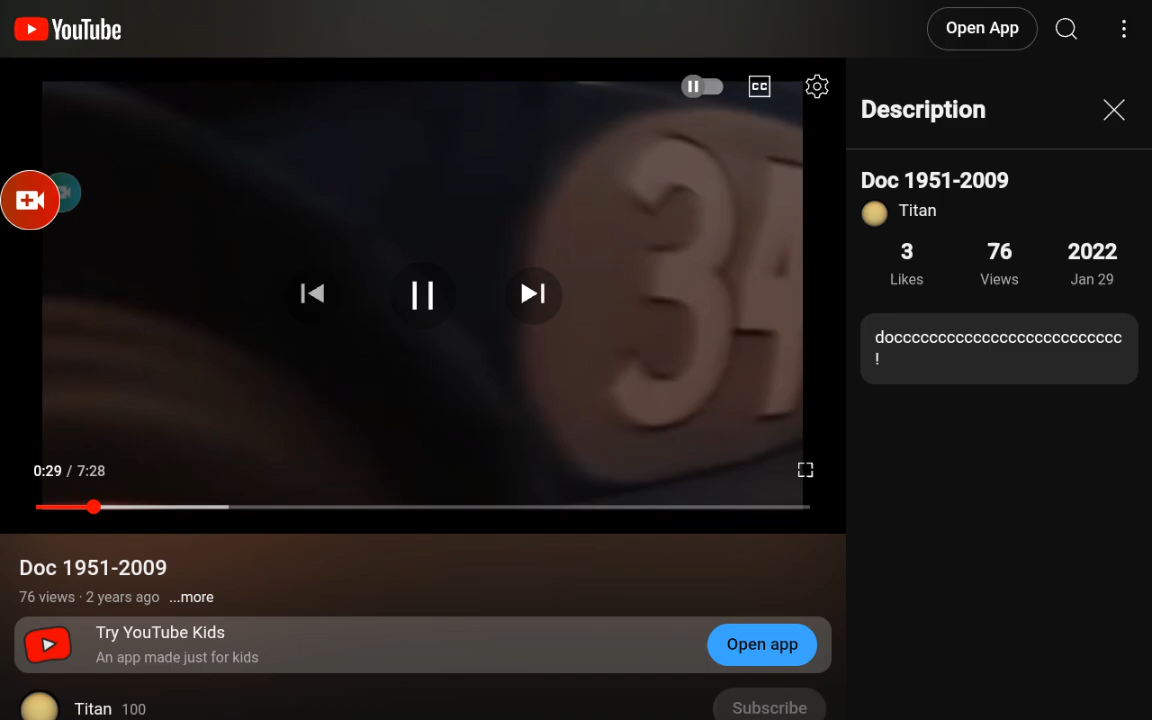 YouTube
Open App
CC
34
0:29 / 7:28
Doc 1951-2009
76 views · 2 years ago ...more
Try YouTube Kids
An app made just for kids
Open app
Titan 100
Subscribe
Description
Doc 1951-2009
Titan
3 76 2022
Likes Views Jan 29
docccccccccccccccccccccccccc
!